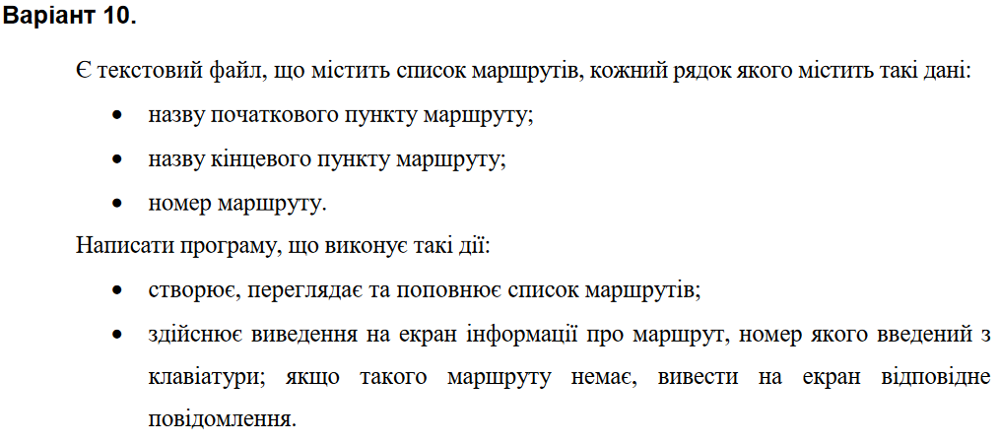 Варіант 10.
Є текстовий файл, що містить список маршрутів, кожний рядок якого містить такі дані:
• назву початкового пункту маршруту;
• назву кінцевого пункту маршруту;
• номер маршруту.
Написати програму, що виконує такі дії:
• створює, переглядає та поповнює список маршрутів;
• здійснює виведення на екран інформації про маршрут, номер якого введений з
клавіатури; якщо такого маршруту немає, вивести на екран відповідне
повідомлення.